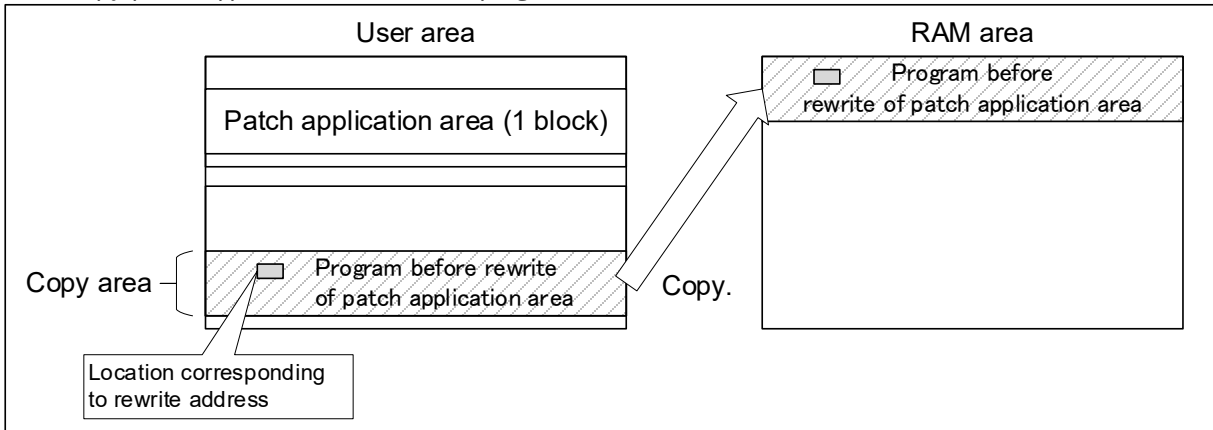 User area
RAM area
Program before
rewrite of patch application area
Patch application area (1 block)
Copy area
Program before rewrite
of patch application area
Copy.
Location corresponding
to rewrite address